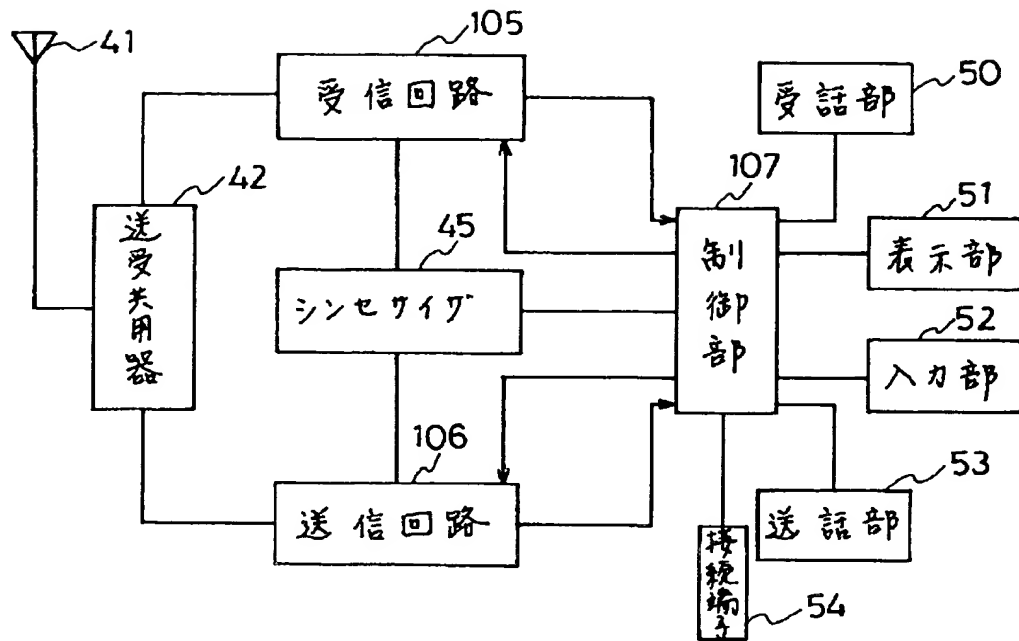 41
105
受信回路
50
受話部
42
送受共用器
107
制御部
51
表示部
45
シンセサイザ
52
入力部
106
送信回路
53
送話部
接続端子
54